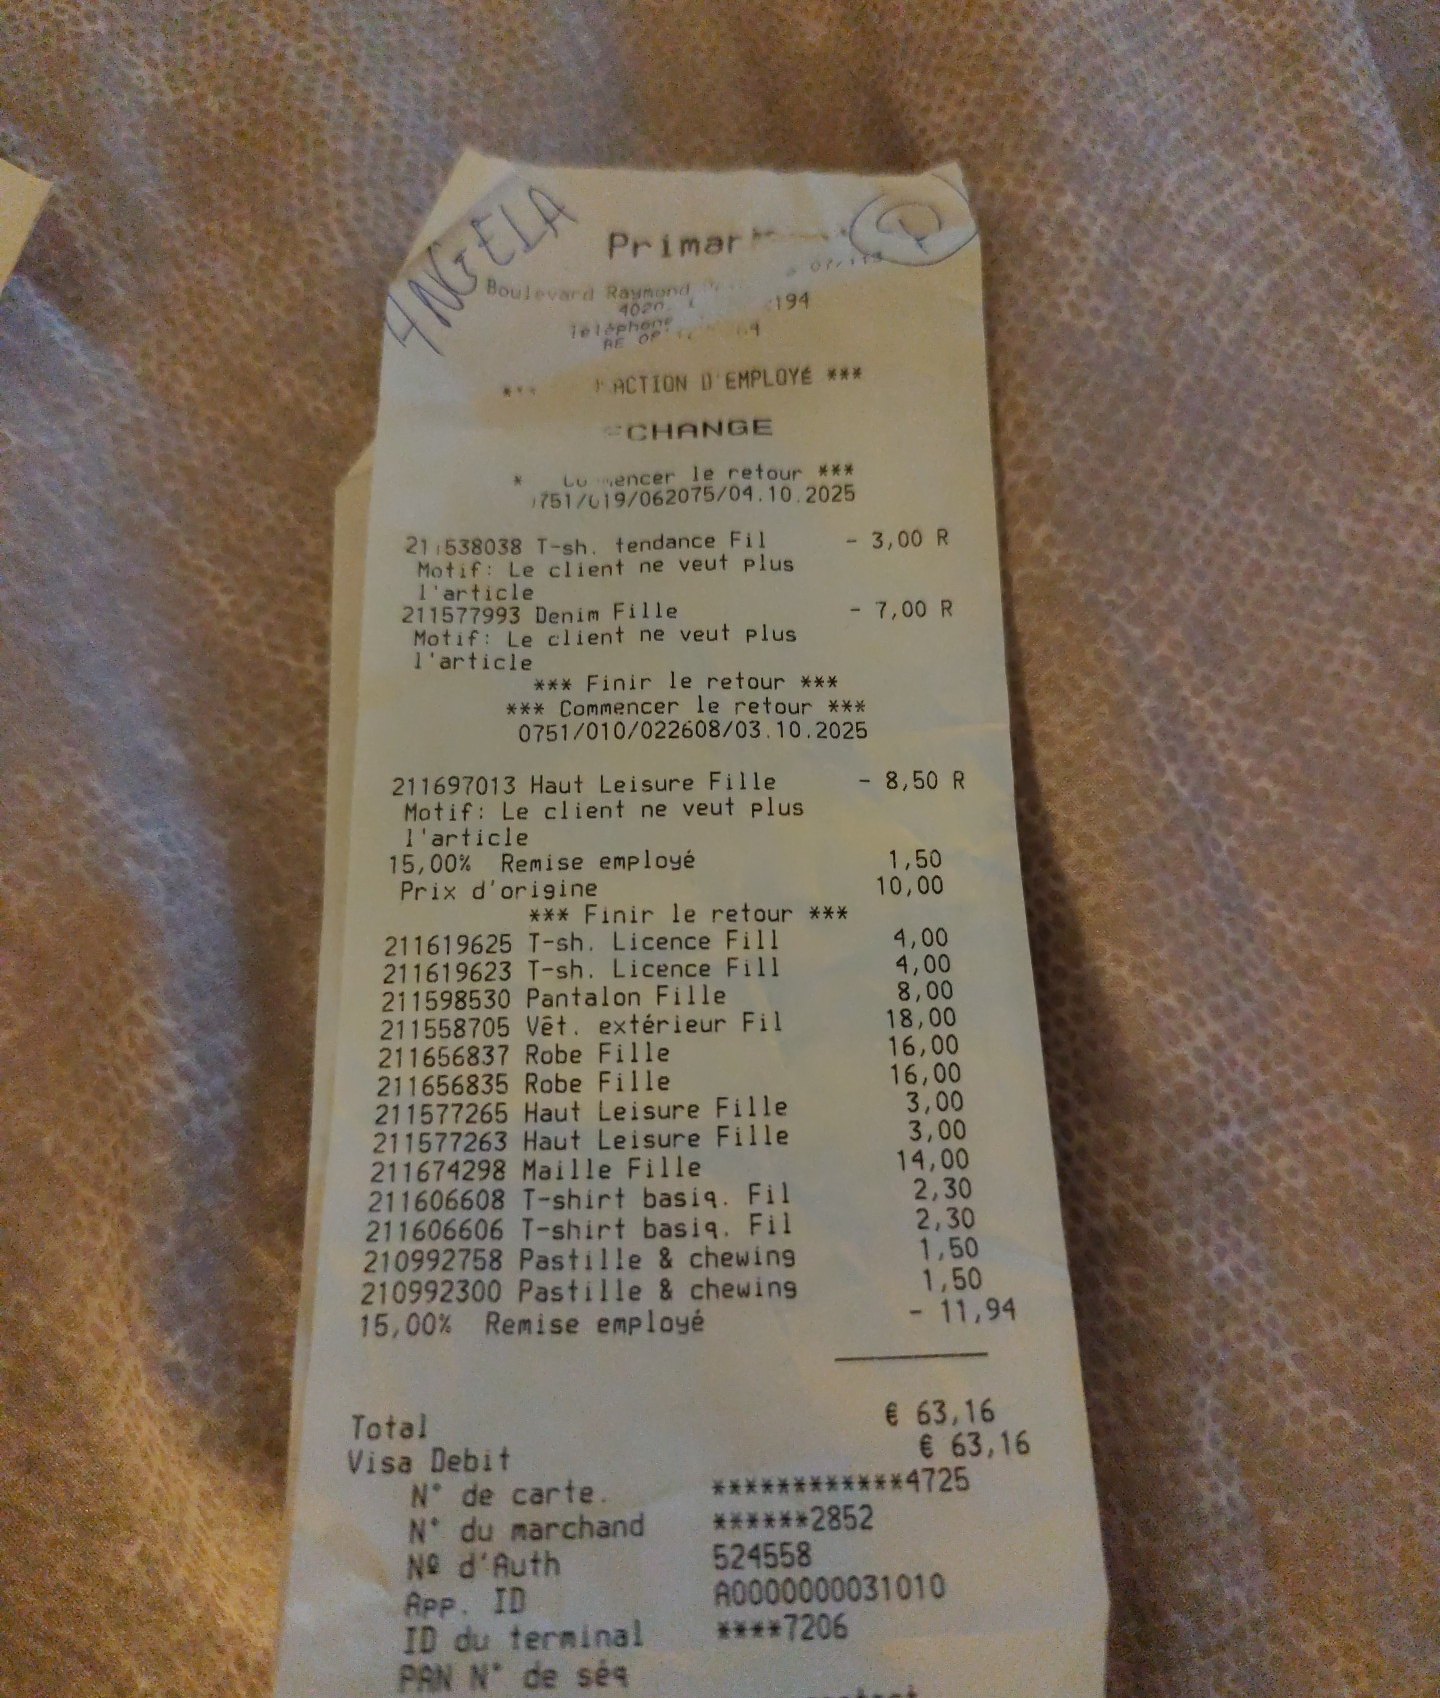 ANGELA
Primark
Boulevard Raymond
194
Téléphone
*** ACTION D'EMPLOYÉ ***
CHANGE
* encer le retour ***
751/019/062075/04.10.2025
538038 T-sh. tendance Fil - 3,00 R
Motif: Le client ne veut plus
l'article
211577993 Denim Fille - 7,00 R
Motif: Le client ne veut plus
l'article
*** Finir le retour ***
*** Commencer le retour ***
0751/010/022608/03.10.2025
211697013 Haut Leisure Fille - 8,50 R
Motif: Le client ne veut plus
l'article
15,00% Remise employé 1,50
Prix d'origine 10,00
*** Finir le retour ***
211619625 T-sh. Licence Fill 4,00
211619623 T-sh. Licence Fill 4,00
211598530 Pantalon Fille 8,00
211558705 Vêt. extérieur Fil 18,00
211656837 Robe Fille 16,00
211656835 Robe Fille 16,00
211577265 Haut Leisure Fille 3,00
211577263 Haut Leisure Fille 3,00
211674298 Maille Fille 14,00
211606608 T-shirt basiq. Fil 2,30
211606606 T-shirt basiq. Fil 2,30
210992758 Pastille & chewing 1,50
210992300 Pastille & chewing 1,50
15,00% Remise employé - 11,94
Total € 63,16
Visa Debit € 63,16
N° de carte. ************4725
N° du marchand ******2852
Nº d'Auth 524558
App. ID A0000000031010
ID du terminal ****7206
PAN N° de séq